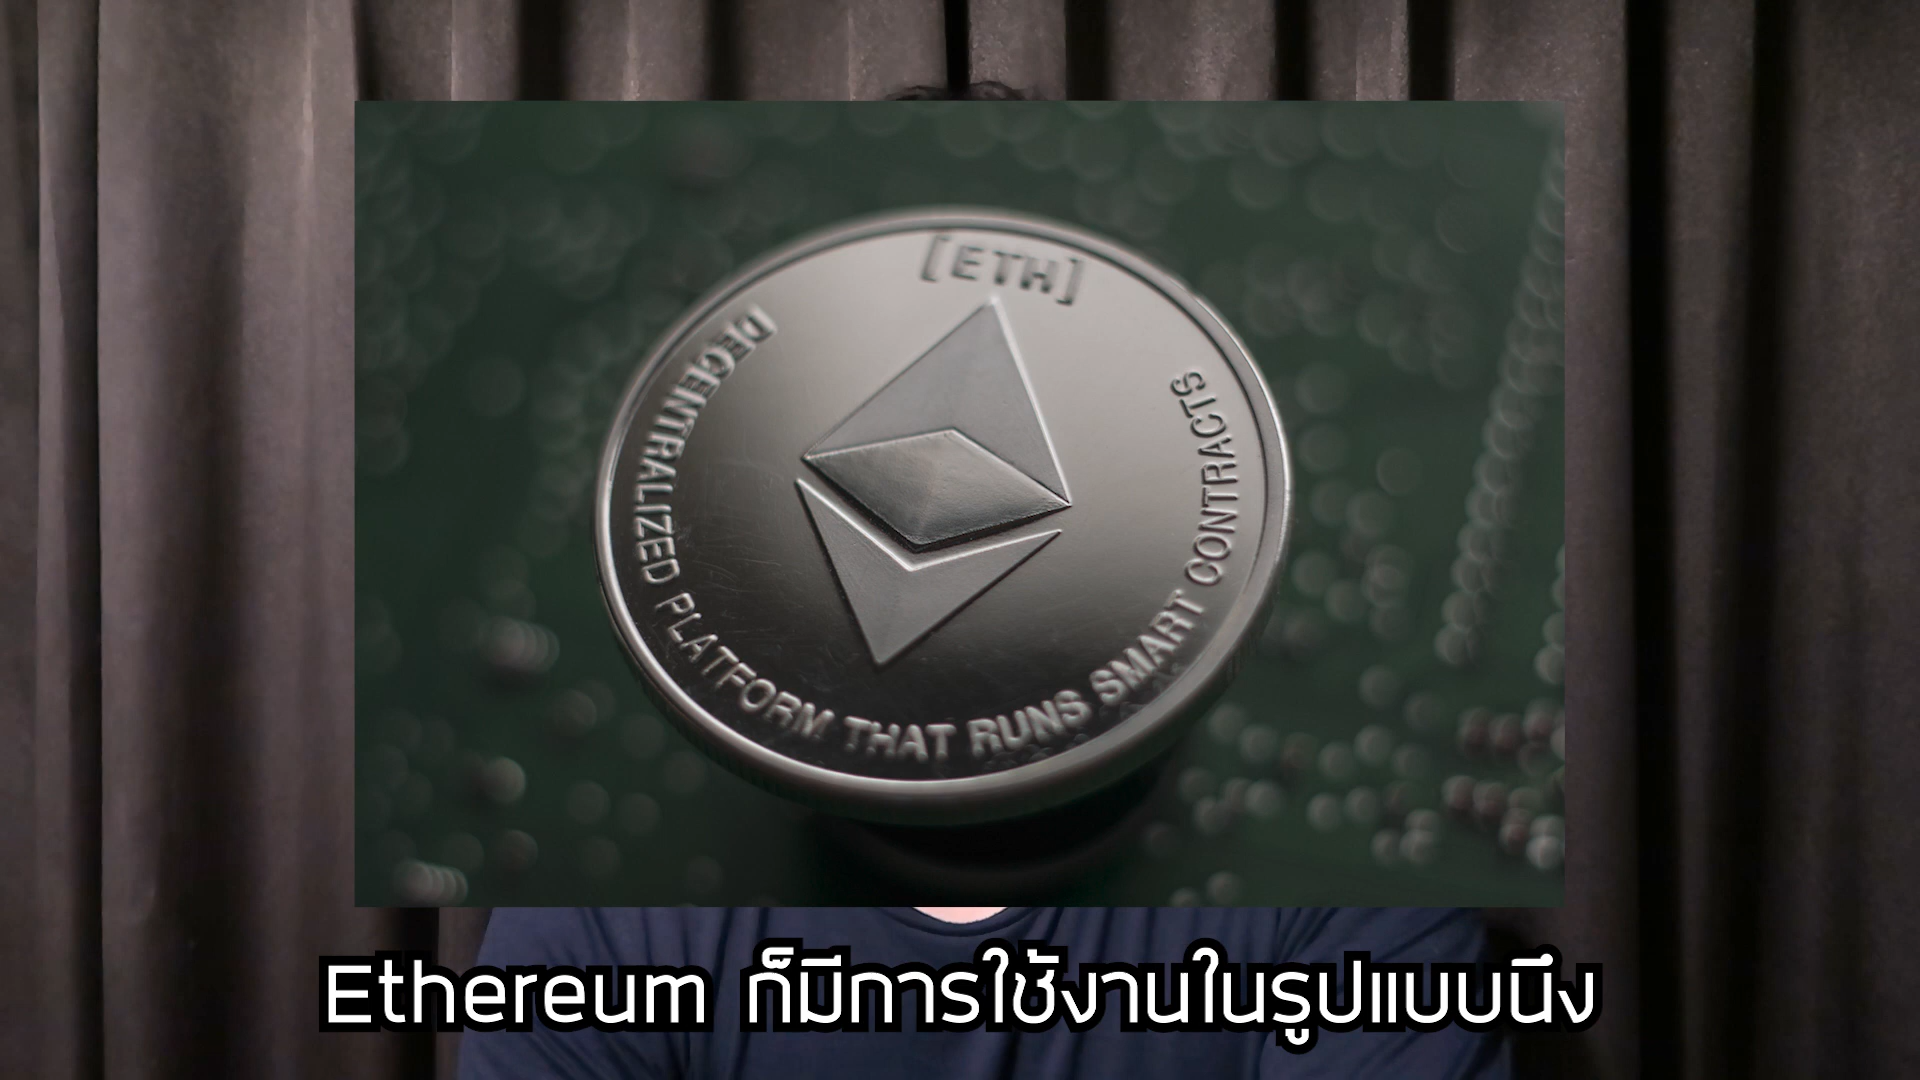 [ETH]
DECENTRALIZED PLATFORM THAT RUNS SMART CONTRACTS
Ethereum ก็มีการใช้งานในรูปแบบนึง